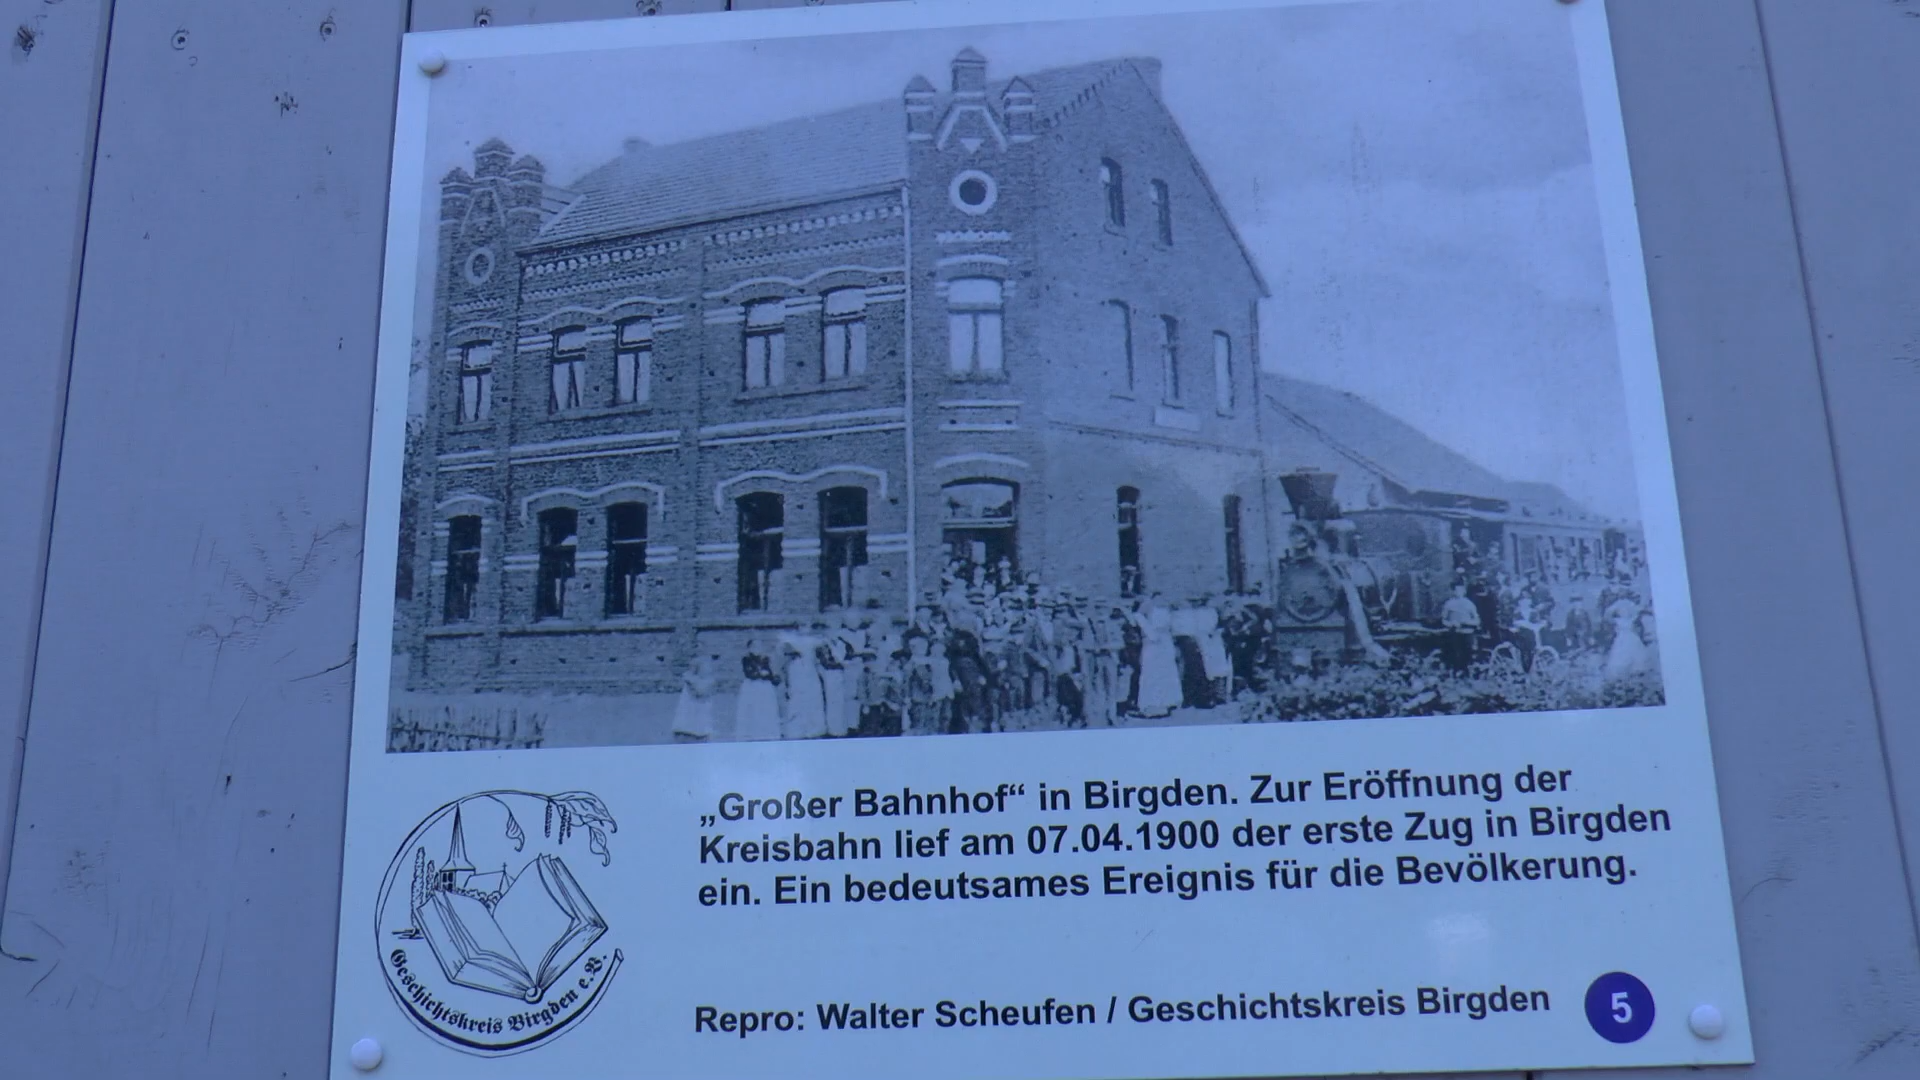 „Großer Bahnhof“ in Birgden. Zur Eröffnung der
Kreisbahn lief am 07.04.1900 der erste Zug in Birgden
ein. Ein bedeutsames Ereignis für die Bevölkerung.
Geschichtskreis Birgden e.V.
Repro: Walter Scheufen / Geschichtskreis Birgden
5